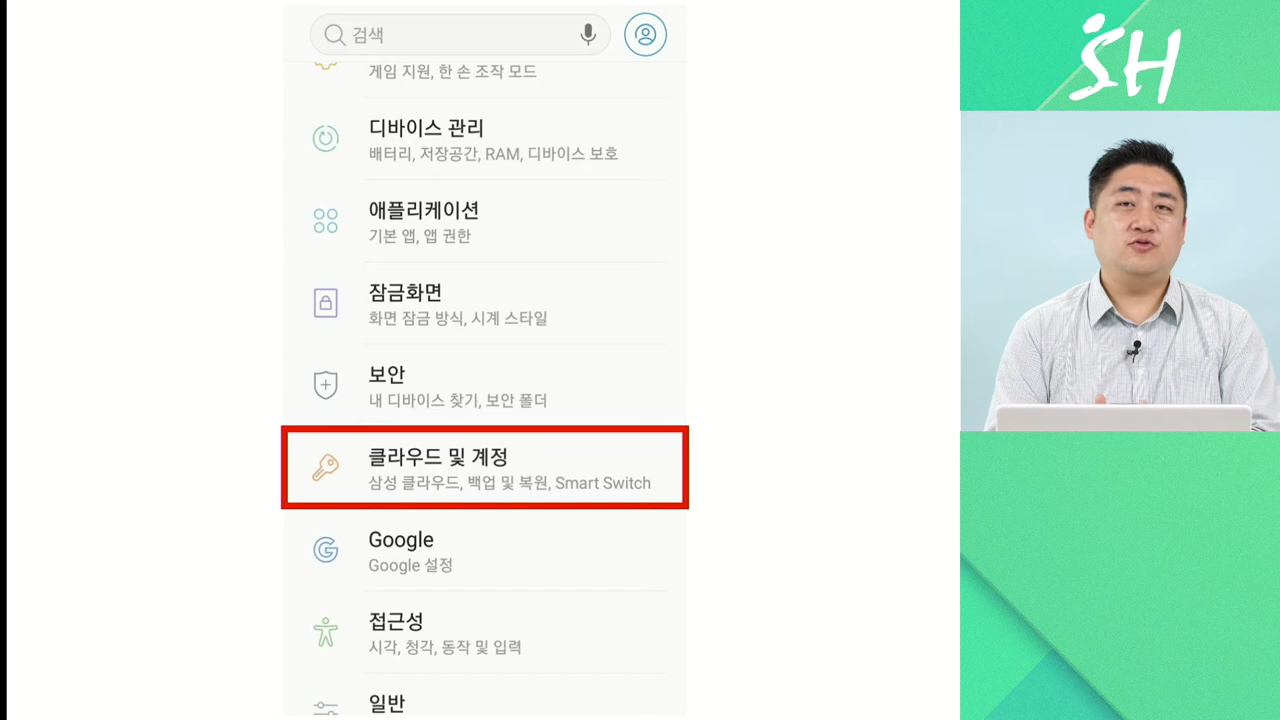 검색
게임 지원, 한 손 조작 모드
디바이스 관리
배터리, 저장공간, RAM, 디바이스 보호
애플리케이션
기본 앱, 앱 권한
잠금화면
화면 잠금 방식, 시계 스타일
보안
내 디바이스 찾기, 보안 폴더
클라우드 및 계정
삼성 클라우드, 백업 및 복원, Smart Switch
Google
Google 설정
접근성
시각, 청각, 동작 및 입력
일반
SH